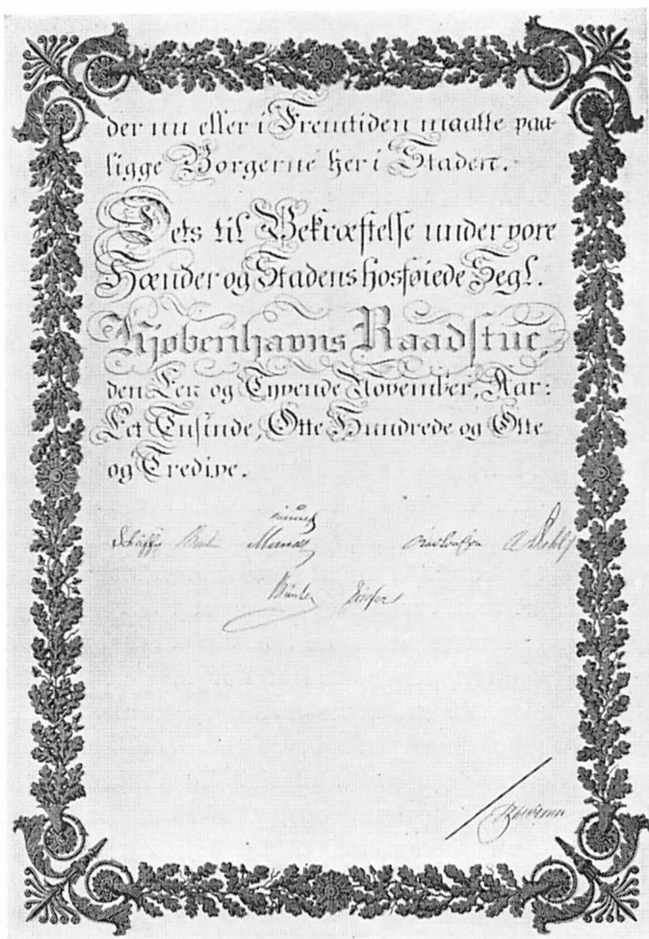 der nu eller i Fremtiden maatte paa-
ligge Borgerne her i Staden.
Dets til Bekræftelse under vore
Hænder og Stadens hosføiede Segl.
Kjøbenhavns Raadstue,
den Een og Tyvende November, Aar:
Eet Tusinde, Otte Hundrede og Otte
og Tredive.